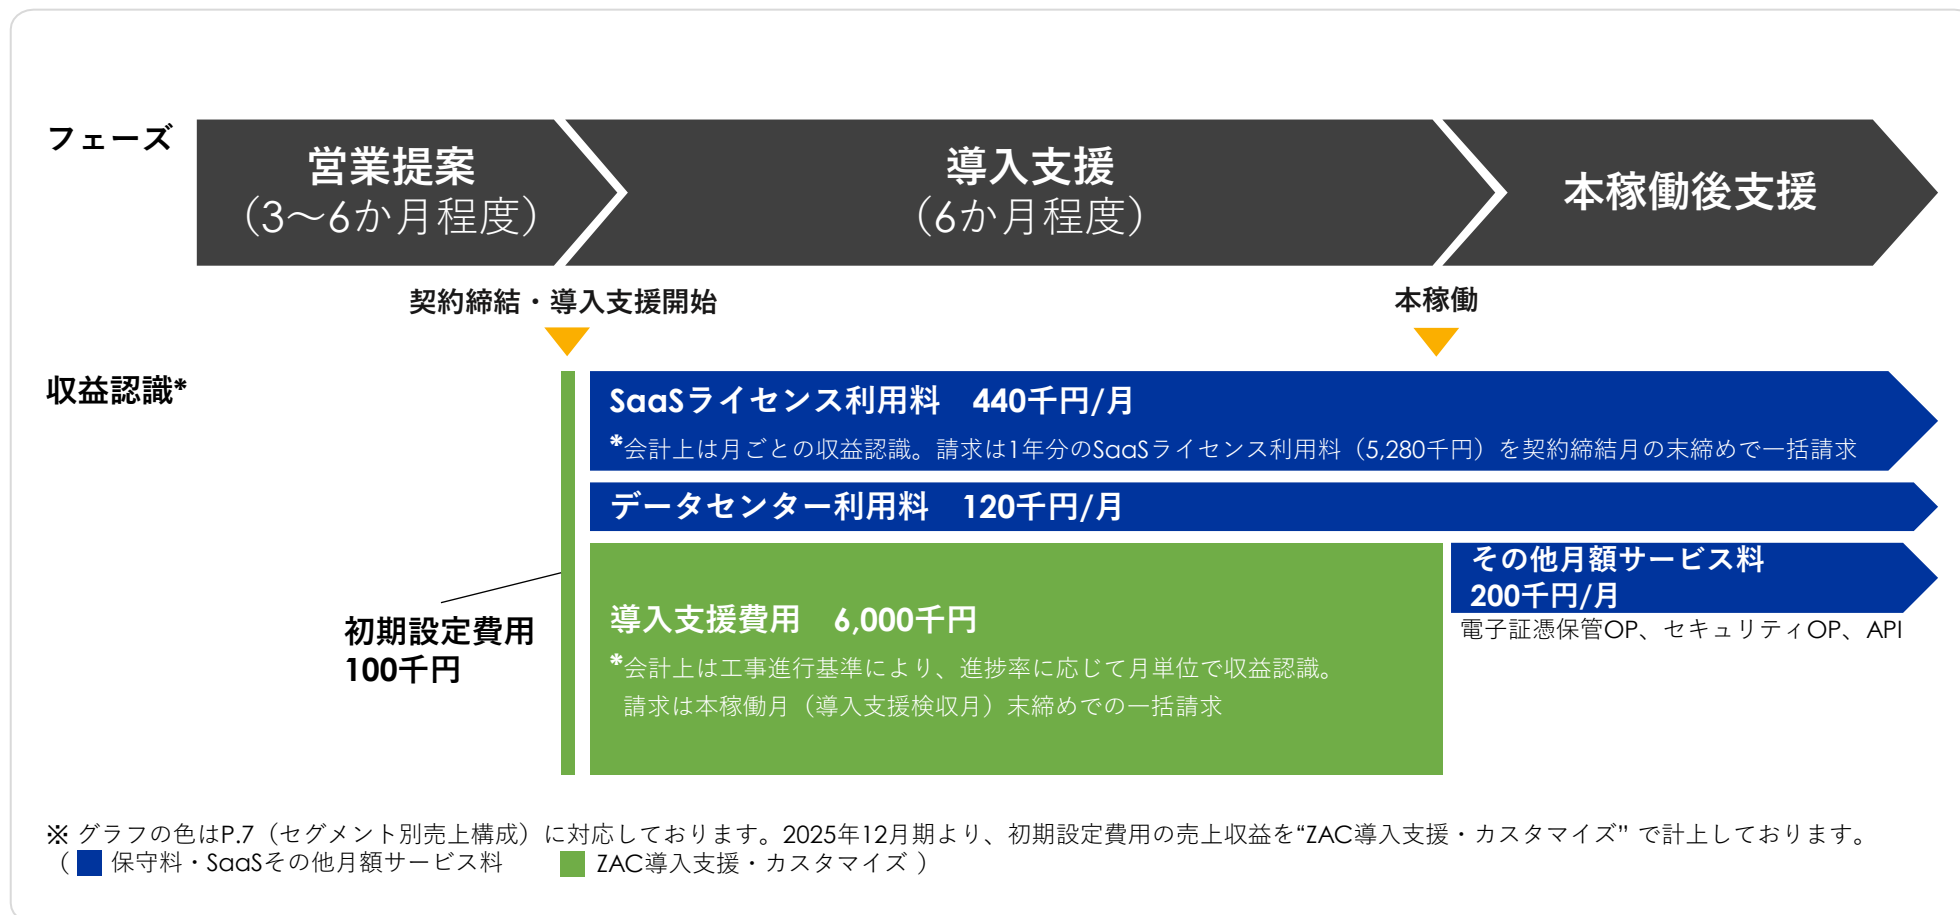 フェーズ
営業提案
（3〜6か月程度）
導入支援
（6か月程度）
本稼働後支援
契約締結・導入支援開始
本稼働
収益認識*
SaaSライセンス利用料　440千円/月
*会計上は月ごとの収益認識。請求は1年分のSaaSライセンス利用料（5,280千円）を契約締結月の末締めで一括請求
データセンター利用料　120千円/月
その他月額サービス料
200千円/月
電子証憑保管OP、セキュリティOP、API
初期設定費用
100千円
導入支援費用　6,000千円
*会計上は工事進行基準により、進捗率に応じて月単位で収益認識。
請求は本稼働月（導入支援検収月）末締めでの一括請求
※ グラフの色はP.7（セグメント別売上構成）に対応しております。2025年12月期より、初期設定費用の売上収益を“ZAC導入支援・カスタマイズ” で計上しております。
（ 保守料・SaaSその他月額サービス料　ZAC導入支援・カスタマイズ ）